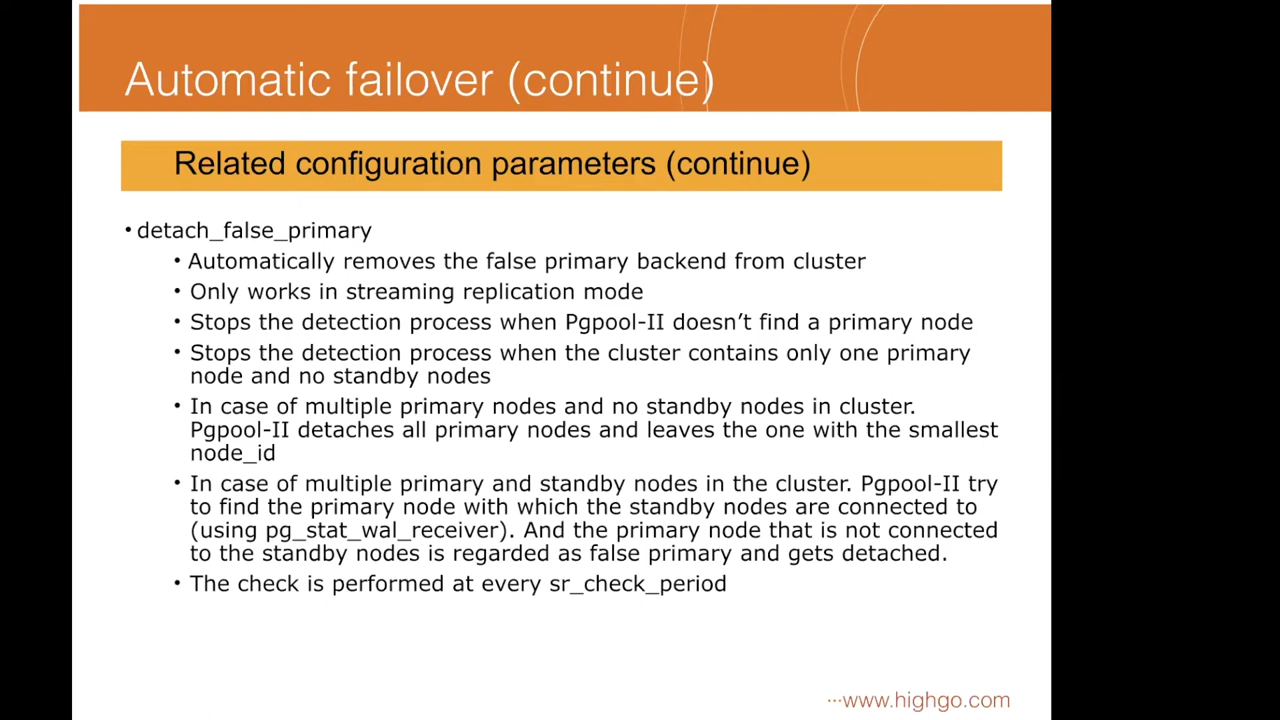 Automatic failover (continue)
Related configuration parameters (continue)
• detach_false_primary
• Automatically removes the false primary backend from cluster
• Only works in streaming replication mode
• Stops the detection process when Pgpool-II doesn’t find a primary node
• Stops the detection process when the cluster contains only one primary
node and no standby nodes
• In case of multiple primary nodes and no standby nodes in cluster.
Pgpool-II detaches all primary nodes and leaves the one with the smallest
node_id
• In case of multiple primary and standby nodes in the cluster. Pgpool-II try
to find the primary node with which the standby nodes are connected to
(using pg_stat_wal_receiver). And the primary node that is not connected
to the standby nodes is regarded as false primary and gets detached.
• The check is performed at every sr_check_period
···www.highgo.com